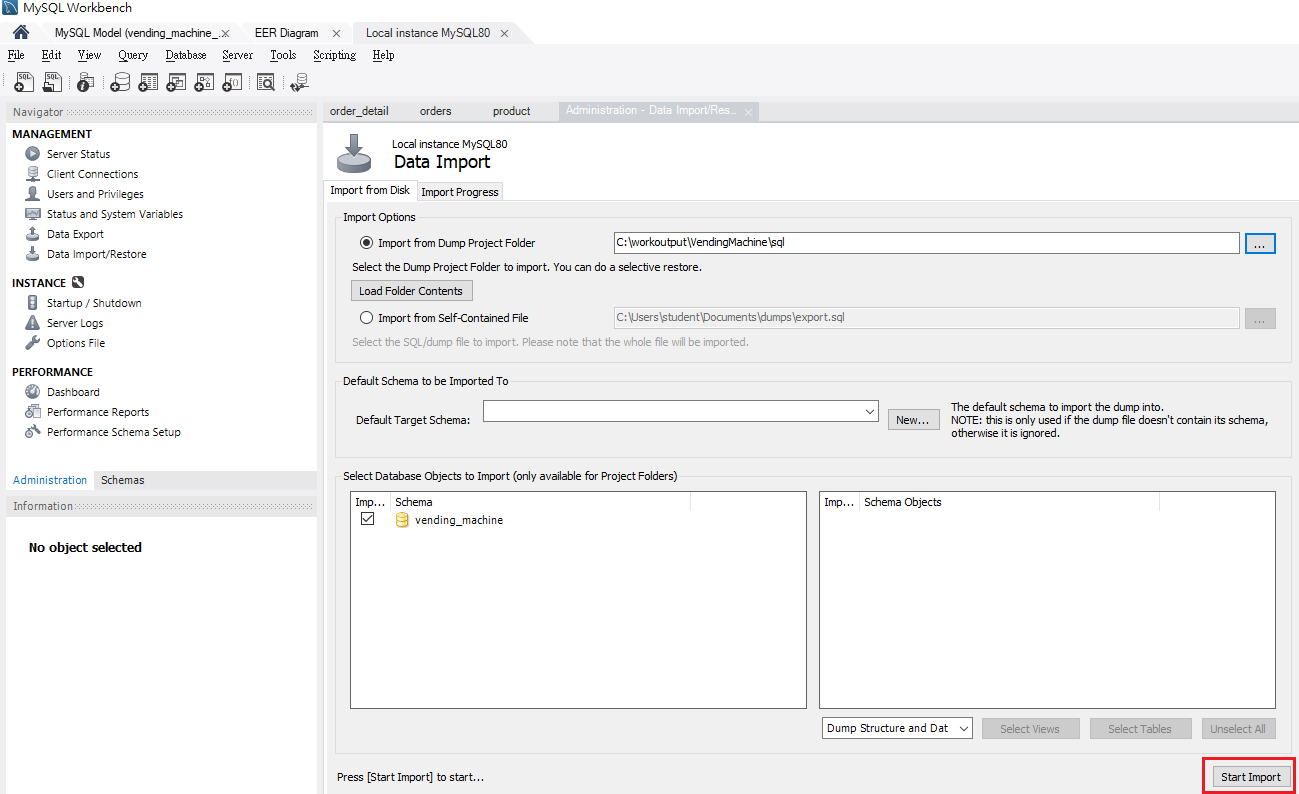 MySQL Workbench
MySQL Model (vending_machine_.. × EER Diagram × Local instance MySQL80 ×
File Edit View Query Database Server Tools Scripting Help
Navigator
MANAGEMENT
Server Status
Client Connections
Users and Privileges
Status and System Variables
Data Export
Data Import/Restore
INSTANCE
Startup / Shutdown
Server Logs
Options File
PERFORMANCE
Dashboard
Performance Reports
Performance Schema Setup
Administration Schemas
Information
No object selected
order_detail orders product Administration - Data Import/Res.. ×
Local instance MySQL80
Data Import
Import from Disk Import Progress
Import Options
Import from Dump Project Folder C:\workoutput\VendingMachine\sql ...
Select the Dump Project Folder to import. You can do a selective restore.
Load Folder Contents
Import from Self-Contained File C:\Users\student\Documents\dumps\export.sql ...
Select the SQL/dump file to import. Please note that the whole file will be imported.
Default Schema to be Imported To
Default Target Schema: New...
The default schema to import the dump into.
NOTE: this is only used if the dump file doesn't contain its schema,
otherwise it is ignored.
Select Database Objects to Import (only available for Project Folders)
Imp... Schema
vending_machine
Imp... Schema Objects
Dump Structure and Dat Select Views Select Tables Unselect All
Press [Start Import] to start...
Start Import